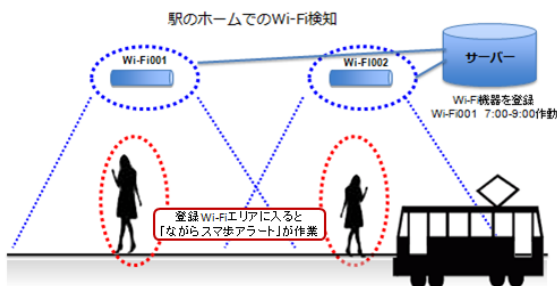 駅のホームでのWi-Fi検知
Wi-Fi001
Wi-FI002
サーバー
Wi-Fi機器を登録
Wi-Fi001 7:00-9:00作動
登録Wi-Fiエリアに入ると
「ながらスマホアラート」が作業